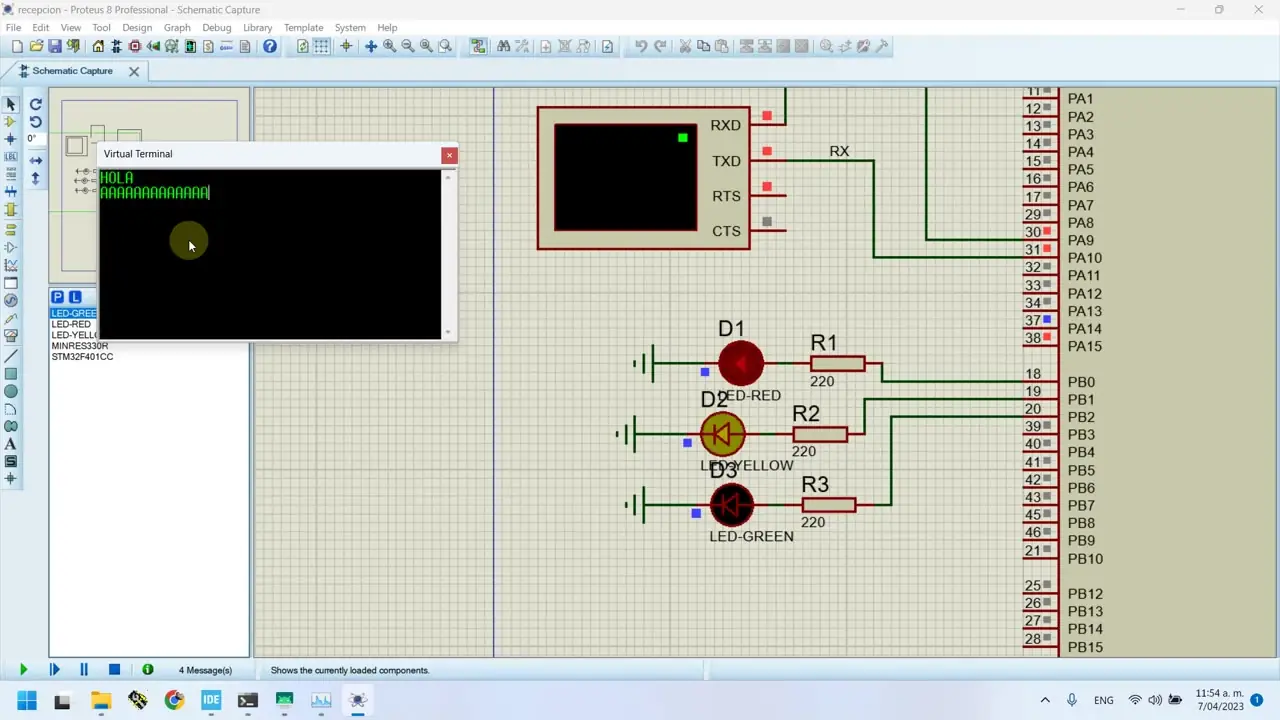 recepcion - Proteus 8 Professional - Schematic Capture
File Edit View Tool Design Graph Debug Library Template System Help
Schematic Capture
0°
LBL
A
Virtual Terminal
HOLA
AAAAAAAAAAAAA
P L
LED-GREE
LED-RED
LED-YELLO
MINRES330R
STM32F401CC
RXD
TXD
RTS
CTS
RX
D1
LED-RED
R1
220
D2
LED-YELLOW
R2
220
D3
LED-GREEN
R3
220
11
12 PA1
13 PA2
14 PA3
15 PA4
16 PA5
17 PA6
29 PA7
30 PA8
31 PA9
32 PA10
33 PA11
34 PA12
37 PA13
38 PA14
PA15
18 PB0
19 PB1
20 PB2
39 PB3
40 PB4
41 PB5
42 PB6
43 PB7
45 PB8
46 PB9
21 PB10
25 PB12
26 PB13
27 PB14
28 PB15
4 Message(s)
Shows the currently loaded components.
IDE
ENG
11:54 a. m.
7/04/2023
1